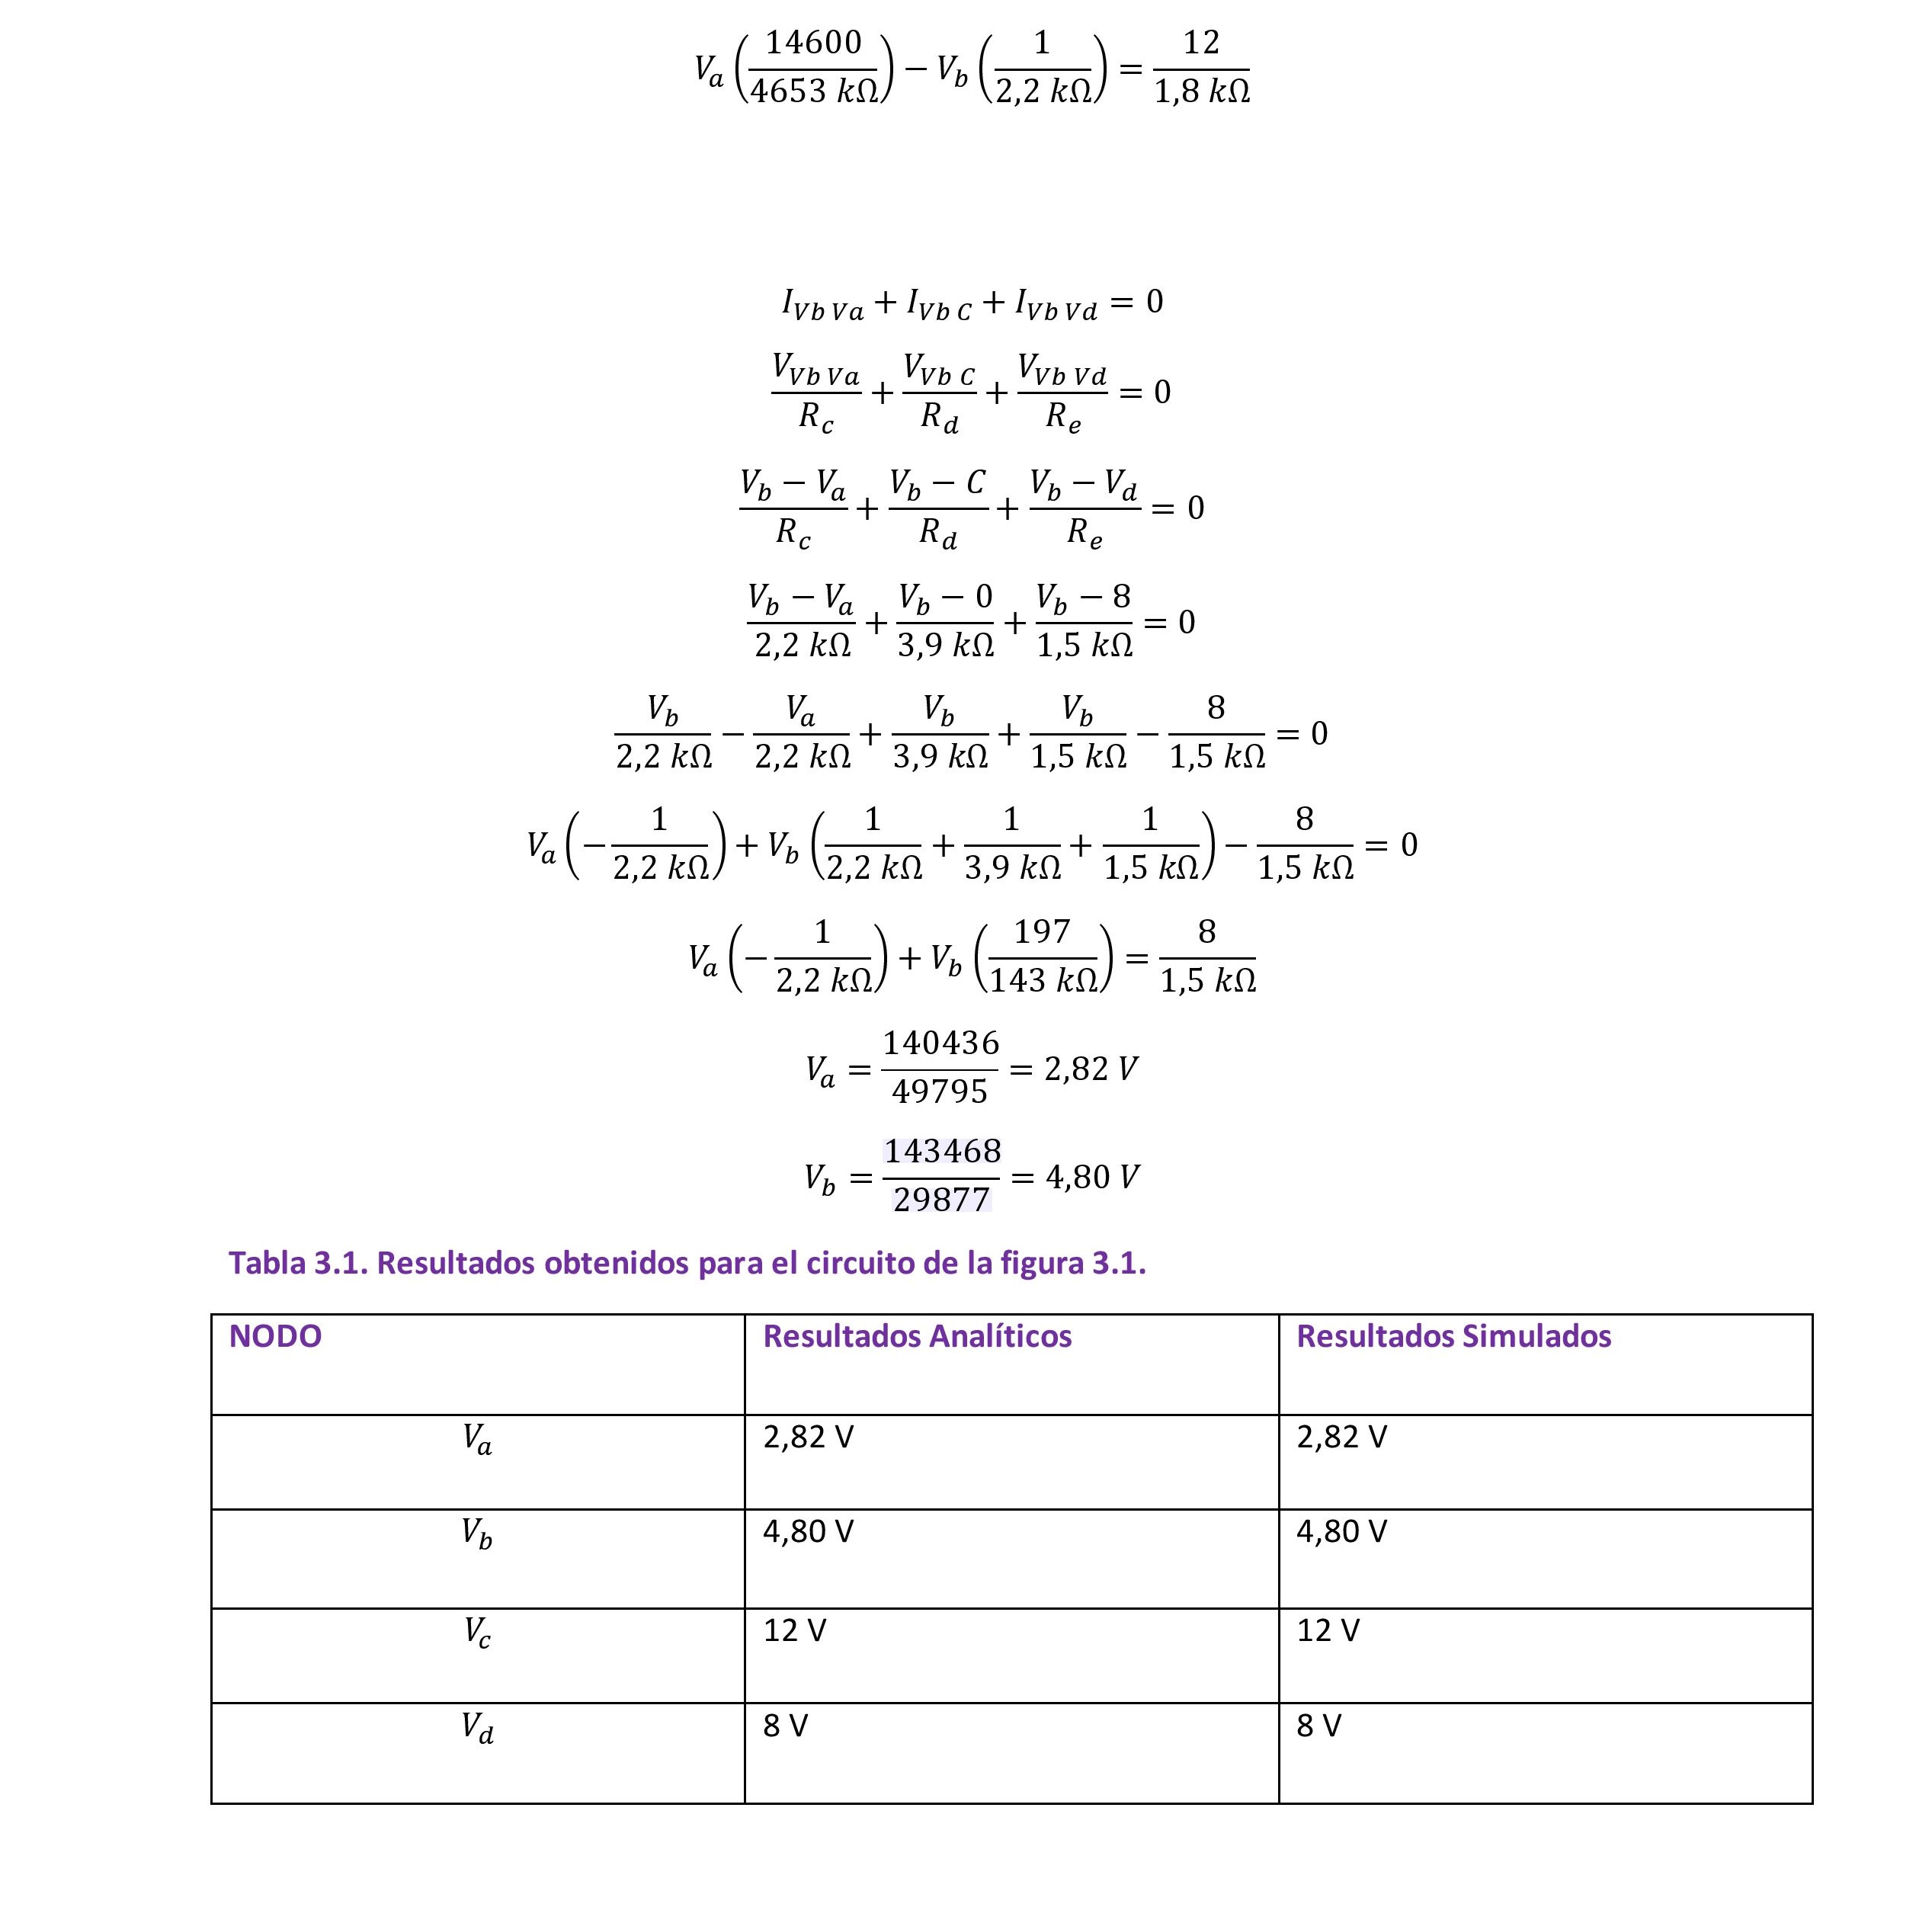 $V_a \left( \frac{14600}{4653\ k\Omega} \right) - V_b \left( \frac{1}{2,2\ k\Omega} \right) = \frac{12}{1,8\ k\Omega}$
$I_{Vb\ Va} + I_{Vb\ C} + I_{Vb\ Vd} = 0$
$\frac{V_{Vb\ Va}}{R_c} + \frac{V_{Vb\ C}}{R_d} + \frac{V_{Vb\ Vd}}{R_e} = 0$
$\frac{V_b - V_a}{R_c} + \frac{V_b - C}{R_d} + \frac{V_b - V_d}{R_e} = 0$
$\frac{V_b - V_a}{2,2\ k\Omega} + \frac{V_b - 0}{3,9\ k\Omega} + \frac{V_b - 8}{1,5\ k\Omega} = 0$
$\frac{V_b}{2,2\ k\Omega} - \frac{V_a}{2,2\ k\Omega} + \frac{V_b}{3,9\ k\Omega} + \frac{V_b}{1,5\ k\Omega} - \frac{8}{1,5\ k\Omega} = 0$
$V_a \left( -\frac{1}{2,2\ k\Omega} \right) + V_b \left( \frac{1}{2,2\ k\Omega} + \frac{1}{3,9\ k\Omega} + \frac{1}{1,5\ k\Omega} \right) - \frac{8}{1,5\ k\Omega} = 0$
$V_a \left( -\frac{1}{2,2\ k\Omega} \right) + V_b \left( \frac{197}{143\ k\Omega} \right) = \frac{8}{1,5\ k\Omega}$
$V_a = \frac{140436}{49795} = 2,82\ V$
$V_b = \frac{143468}{29877} = 4,80\ V$
Tabla 3.1. Resultados obtenidos para el circuito de la figura 3.1.
NODO Resultados Analíticos Resultados Simulados
$V_a$ 2,82 V 2,82 V
$V_b$ 4,80 V 4,80 V
$V_c$ 12 V 12 V
$V_d$ 8 V 8 V